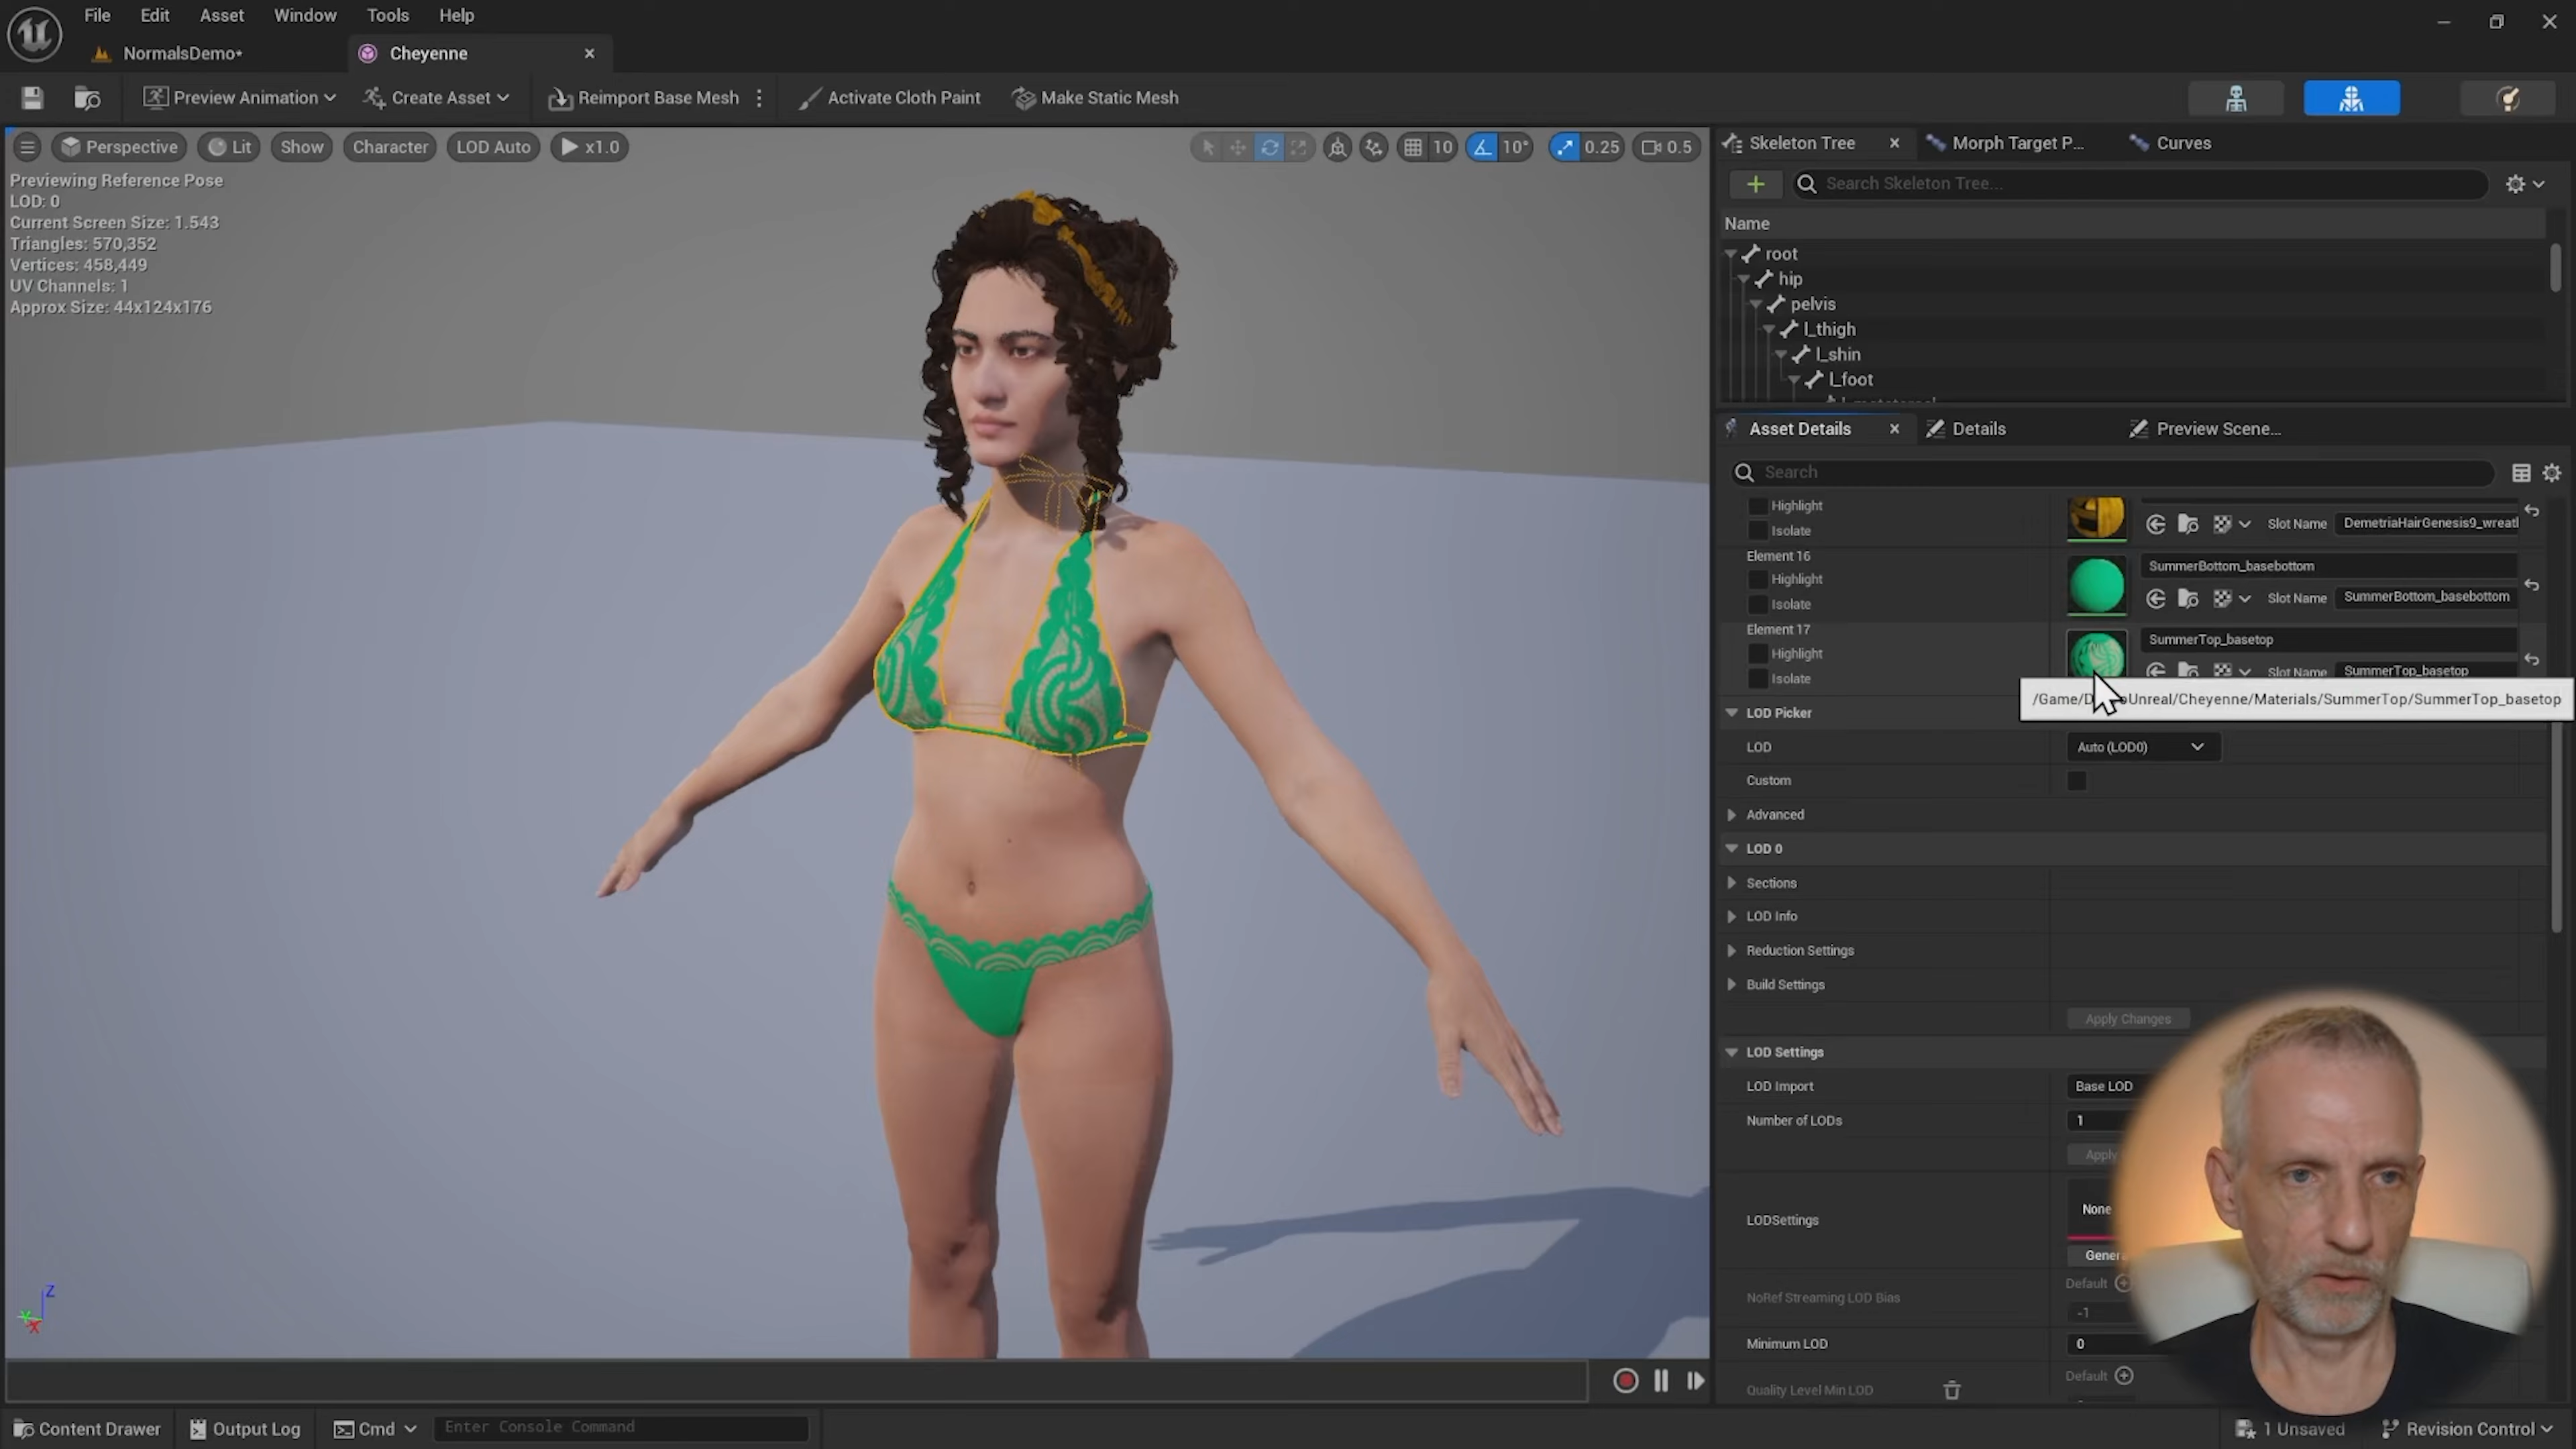 File Edit Asset Window Tools Help
NormalsDemo* Cheyenne
Preview Animation Create Asset Reimport Base Mesh Activate Cloth Paint Make Static Mesh
Perspective Lit Show Character LOD Auto x1.0 10 10° 0.25 0.5
Previewing Reference Pose
LOD: 0
Current Screen Size: 1.543
Triangles: 570,352
Vertices: 458,449
UV Channels: 1
Approx Size: 44x124x176
Z
Y
X
Skeleton Tree Morph Target P... Curves
Search Skeleton Tree...
Name
root
hip
pelvis
l_thigh
l_shin
l_foot
Asset Details Details Preview Scene...
Search
Highlight
Isolate Slot Name DemetriaHairGenesis9_wreatl
Element 16 SummerBottom_basebottom
Highlight
Isolate Slot Name SummerBottom_basebottom
Element 17 SummerTop_basetop
Highlight
Isolate Slot Name SummerTop_basetop
/Game/D Unreal/Cheyenne/Materials/SummerTop/SummerTop_basetop
LOD Picker
LOD Auto (LOD0)
Custom
Advanced
LOD 0
Sections
LOD Info
Reduction Settings
Build Settings
Apply Changes
LOD Settings
LOD Import Base LOD
Number of LODs 1
Apply
LODSettings None
Gener
Default
NoRef Streaming LOD Bias -1
Minimum LOD 0
Default
Quality Level Min LOD
Content Drawer Output Log Cmd Enter Console Command 1 Unsaved Revision Control